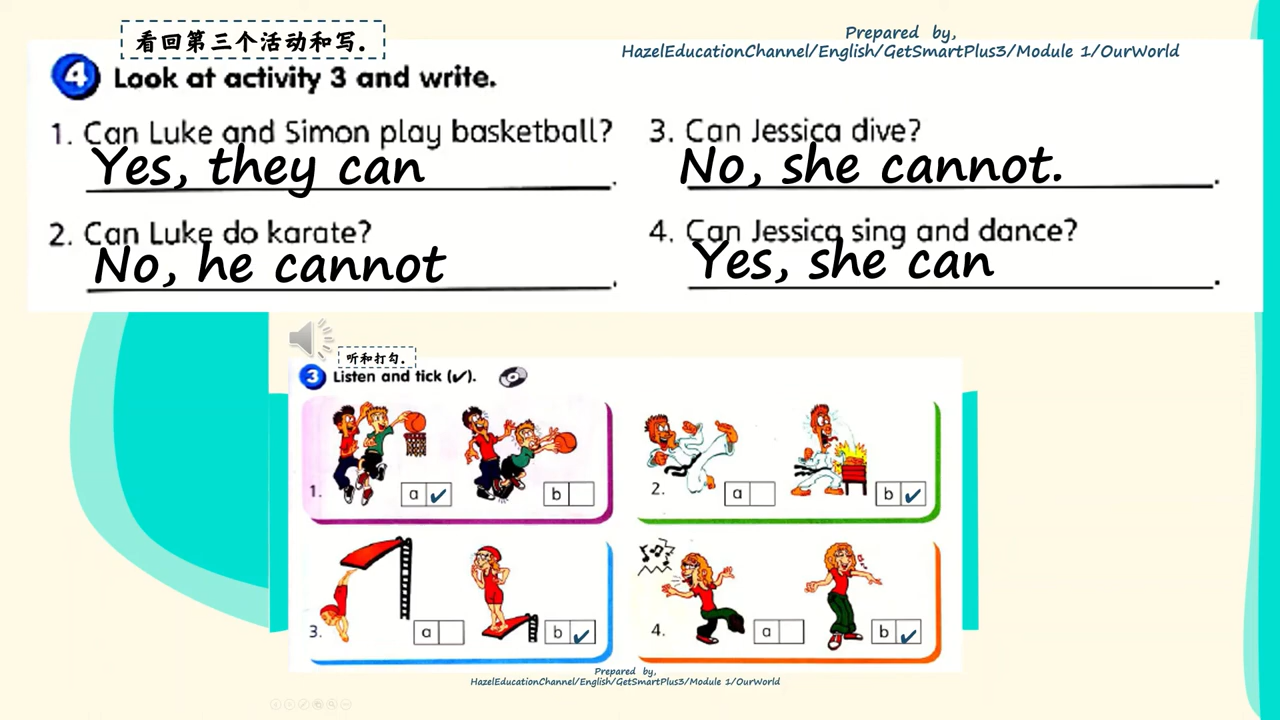 看回第三个活动和写.
Prepared by,
HazelEducationChannel/English/GetSmartPlus3/Module 1/OurWorld
4 Look at activity 3 and write.
1. Can Luke and Simon play basketball?
Yes, they can.
2. Can Luke do karate?
No, he cannot.
3. Can Jessica dive?
No, she cannot. .
4. Can Jessica sing and dance?
Yes, she can.
听和打勾.
3 Listen and tick (✓).
1. a ✓ b
2. a b ✓
3. a b ✓
4. a b ✓
Prepared by,
HazelEducationChannel/English/GetSmartPlus3/Module 1/OurWorld